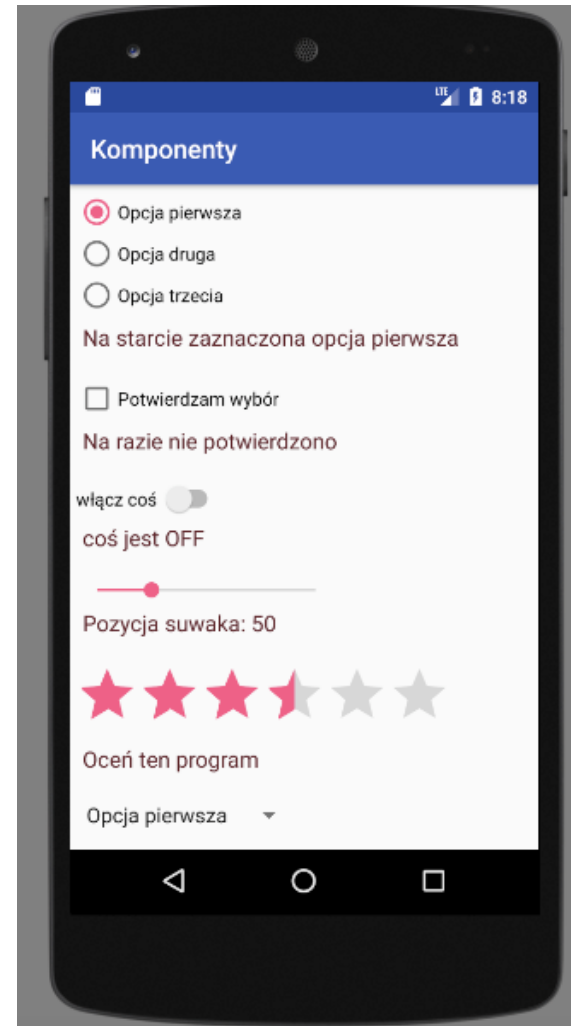 LTE 8:18
Komponenty
Opcja pierwsza
Opcja druga
Opcja trzecia
Na starcie zaznaczona opcja pierwsza
Potwierdzam wybór
Na razie nie potwierdzono
włącz coś
coś jest OFF
Pozycja suwaka: 50
Oceń ten program
Opcja pierwsza